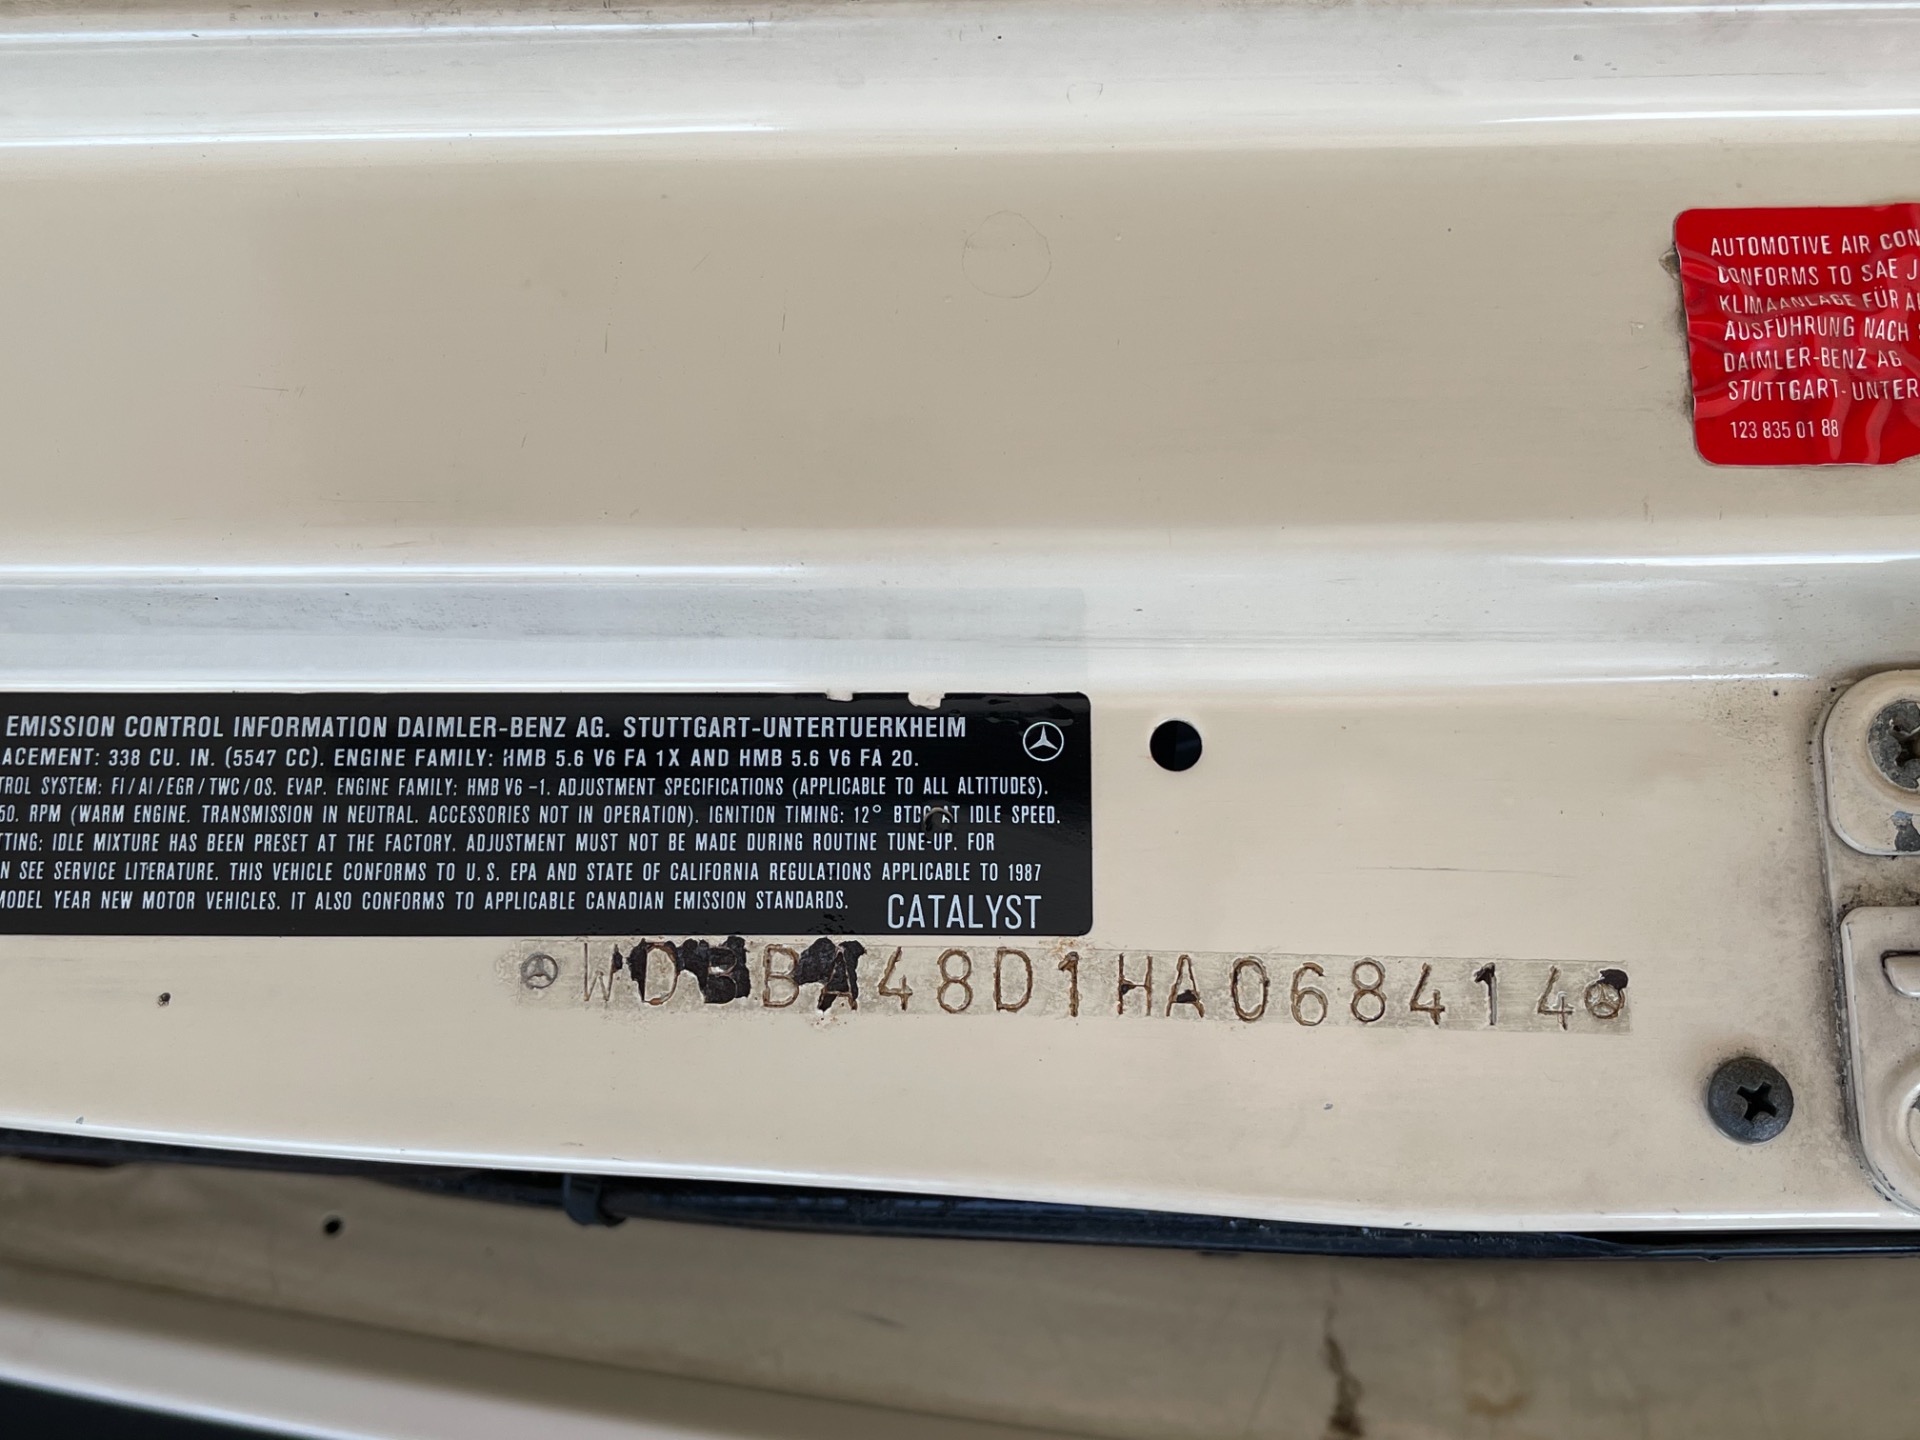 AUTOMOTIVE AIR CON
CONFORMS TO SAE J
KLIMAANLAGE FÜR A
AUSFÜHRUNG NACH
DAIMLER-BENZ AG
STUTTGART-UNTER
123 835 01 88
EMISSION CONTROL INFORMATION DAIMLER-BENZ AG. STUTTGART-UNTERTUERKHEIM
ACEMENT: 338 CU. IN. (5547 CC). ENGINE FAMILY: HMB 5.6 V6 FA 1X AND HMB 5.6 V6 FA 20.
TROL SYSTEM: FI/AI/EGR/TWC/OS. EVAP. ENGINE FAMILY: HMB V6 -1. ADJUSTMENT SPECIFICATIONS (APPLICABLE TO ALL ALTITUDES).
50. RPM (WARM ENGINE. TRANSMISSION IN NEUTRAL. ACCESSORIES NOT IN OPERATION). IGNITION TIMING: 12° BTDC AT IDLE SPEED.
TTING: IDLE MIXTURE HAS BEEN PRESET AT THE FACTORY. ADJUSTMENT MUST NOT BE MADE DURING ROUTINE TUNE-UP. FOR
N SEE SERVICE LITERATURE. THIS VEHICLE CONFORMS TO U.S. EPA AND STATE OF CALIFORNIA REGULATIONS APPLICABLE TO 1987
MODEL YEAR NEW MOTOR VEHICLES. IT ALSO CONFORMS TO APPLICABLE CANADIAN EMISSION STANDARDS.
CATALYST
WDBBA48D1HA068414